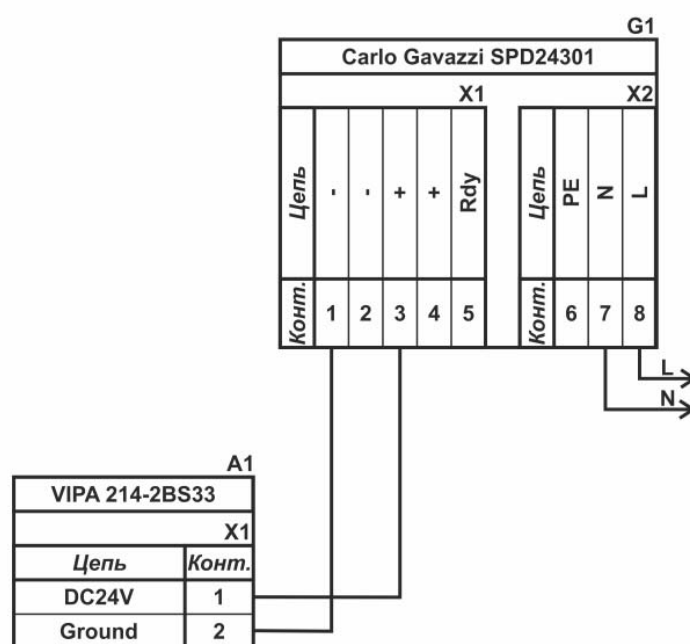 G1
Carlo Gavazzi SPD24301
X1 X2
Цепь - - + + Rdy Цепь PE N L
Конт. 1 2 3 4 5 Конт. 6 7 8
L
N
A1
VIPA 214-2BS33
X1
Цепь Конт.
DC24V 1
Ground 2